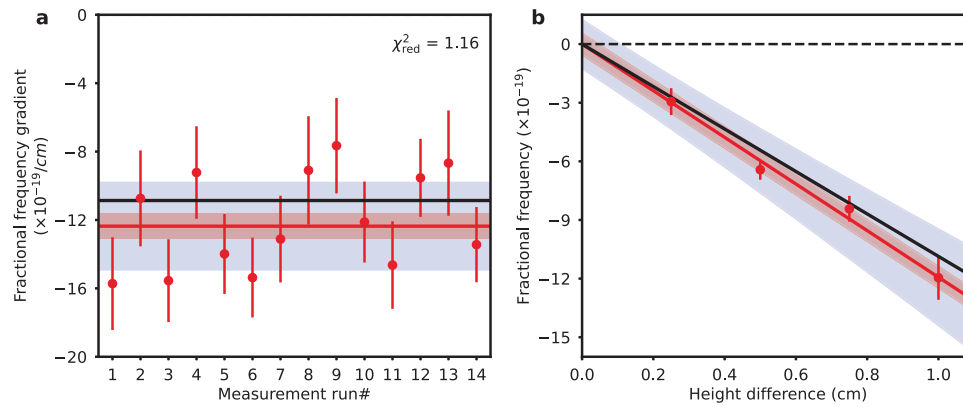 a
Fractional frequency gradient
(×10⁻¹⁹/cm)
0
−4
−8
−12
−16
−20
χ²red = 1.16
1 2 3 4 5 6 7 8 9 10 11 12 13 14
Measurement run#
b
Fractional frequency (×10⁻¹⁹)
0
−3
−6
−9
−12
−15
0.0 0.2 0.4 0.6 0.8 1.0
Height difference (cm)